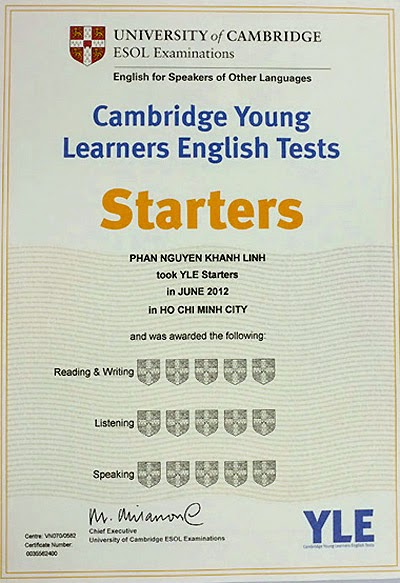 UNIVERSITY of CAMBRIDGE
ESOL Examinations
English for Speakers of Other Languages
Cambridge Young
Learners English Tests
Starters
PHAN NGUYEN KHANH LINH
took YLE Starters
in JUNE 2012
in HO CHI MINH CITY
and was awarded the following:
Reading & Writing
Listening
Speaking
M. Milanovic
Chief Executive
University of Cambridge ESOL Examinations
Centre: VN070/0582
Certificate Number:
0035562400
YLE
Cambridge Young Learners English Tests